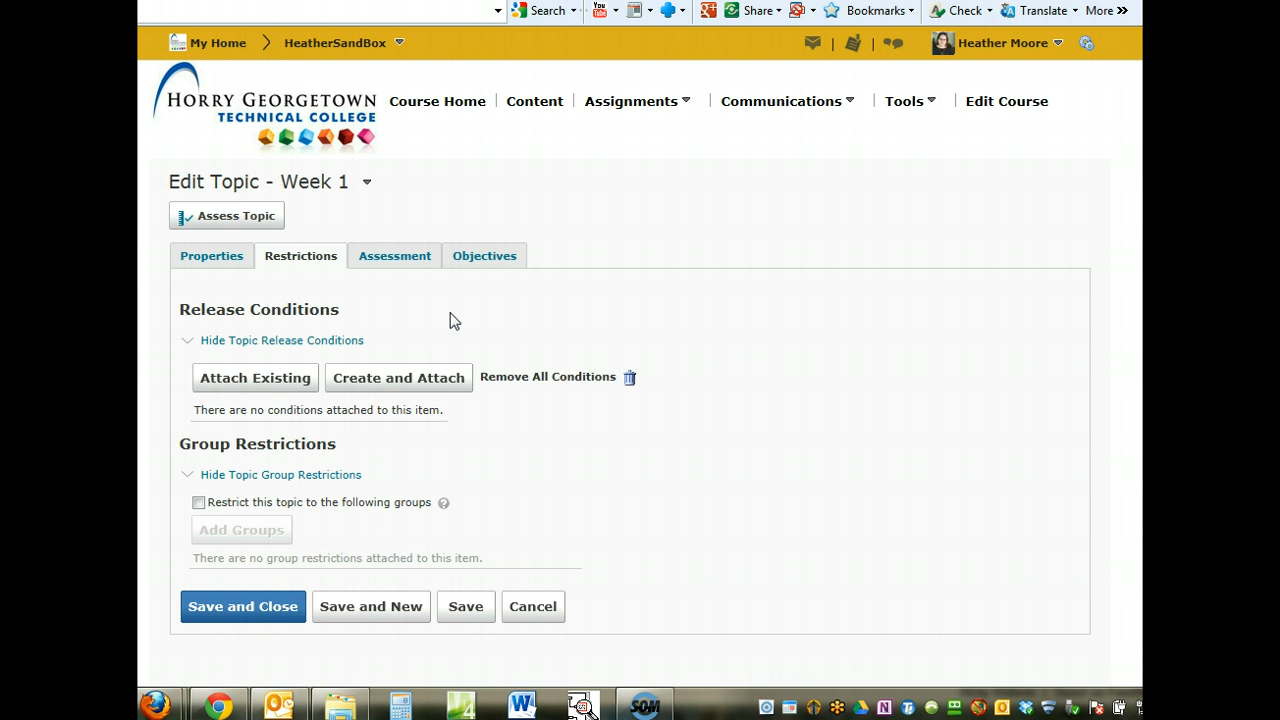 Search Share Bookmarks Check Translate More »
My Home HeatherSandBox Heather Moore
HORRY GEORGETOWN
TECHNICAL COLLEGE
Course Home Content Assignments Communications Tools Edit Course
Edit Topic - Week 1
Assess Topic
Properties Restrictions Assessment Objectives
Release Conditions
Hide Topic Release Conditions
Attach Existing Create and Attach Remove All Conditions
There are no conditions attached to this item.
Group Restrictions
Hide Topic Group Restrictions
Restrict this topic to the following groups ?
Add Groups
There are no group restrictions attached to this item.
Save and Close Save and New Save Cancel